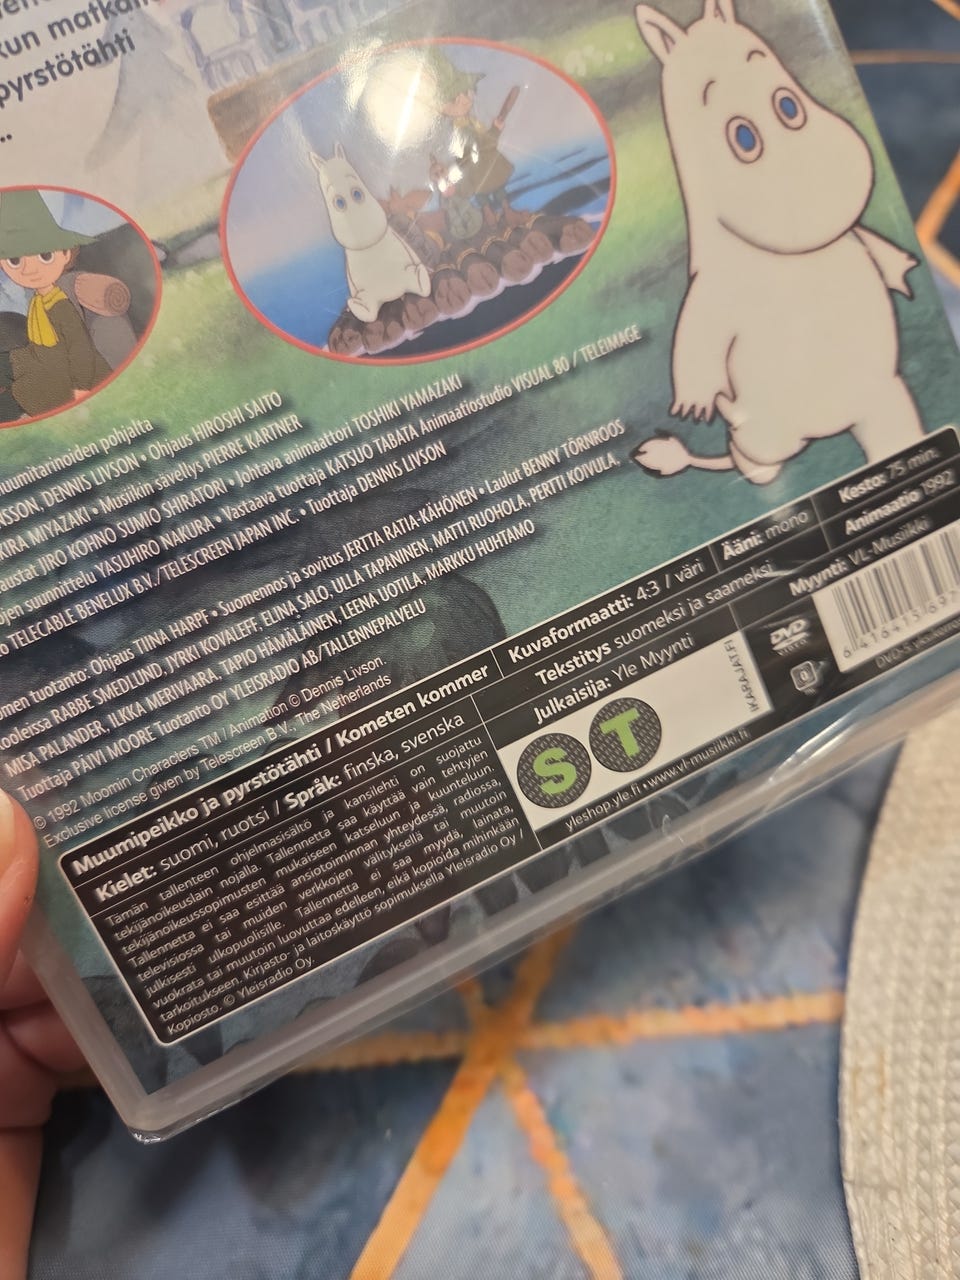 kun matkalla
pyrstötähti
...
muumitarinoiden pohjalta
DENNIS LIVSON • Ohjaus HIROSHI SAITO
AKIRA MIYAZAKI • Musiikin sävellys PIERRE KARTNER
JIRO KOHNO SUMIO SHIRATORI • Johtava animaattori TOSHIKI YAMAZAKI
suunnittelu YASUHIRO NAKURA • Vastaava tuottaja KATSUO TABATA Animaatiostudio VISUAL 80 / TELEIMAGE
TELECABLE BENELUX B.V./TELESCREEN JAPAN INC. • Tuottaja DENNIS LIVSON
tuotanto: Ohjaus TIINA HARPF • Suomennos ja sovitus JERTTA RATIA-KÄHÖNEN • Laulut BENNY TÖRNROOS
RABBE SMEDLUND, JYRKI KOVALEFF, ELINA SALO, ULLA TAPANINEN, MATTI RUOHOLA, PERTTI KOIVULA,
MISA PALANDER, ILKKA MERIVAARA, TAPIO HÄMÄLÄINEN, LEENA UOTILA, MARKKU HUHTAMO
Tuottaja PÄIVI MOORE Tuotanto OY YLEISRADIO AB/TALLENNEPALVELU
© 1992 Moomin Characters TM / Animation © Dennis Livson.
Exclusive license given by Telescreen B.V., The Netherlands
Muumipeikko ja pyrstötähti / Kometen kommer
Kielet: suomi, ruotsi / Språk: finska, svenska
Tämän tallenteen ohjelmasisältö ja kansilehti on suojattu
tekijänoikeuslain nojalla. Tallennetta saa käyttää vain tehtyjen
tekijänoikeussopimusten mukaiseen katseluun ja kuunteluun.
Tallennetta ei saa esittää ansiotoiminnan yhteydessä, radiossa,
televisiossa tai muiden verkkojen välityksellä tai muutoin
julkisesti ulkopuolisille. Tallennetta ei saa myydä, lainata,
vuokrata tai muutoin luovuttaa edelleen, eikä kopioida mihinkään
tarkoitukseen. Kirjasto- ja laitoskäyttö sopimuksella Yleisradio Oy /
Kopiosto. © Yleisradio Oy.
Kuvaformaatti: 4:3 / väri
Ääni: mono
Kesto: 75 min.
Tekstitys suomeksi ja saameksi
Animaatio 1992
Julkaisija: Yle Myynti
Myynti: VL-Musiikki
S T
IKARAJAT.FI
yleshop.yle.fi • www.vl-musiikki.fi
DVD
0